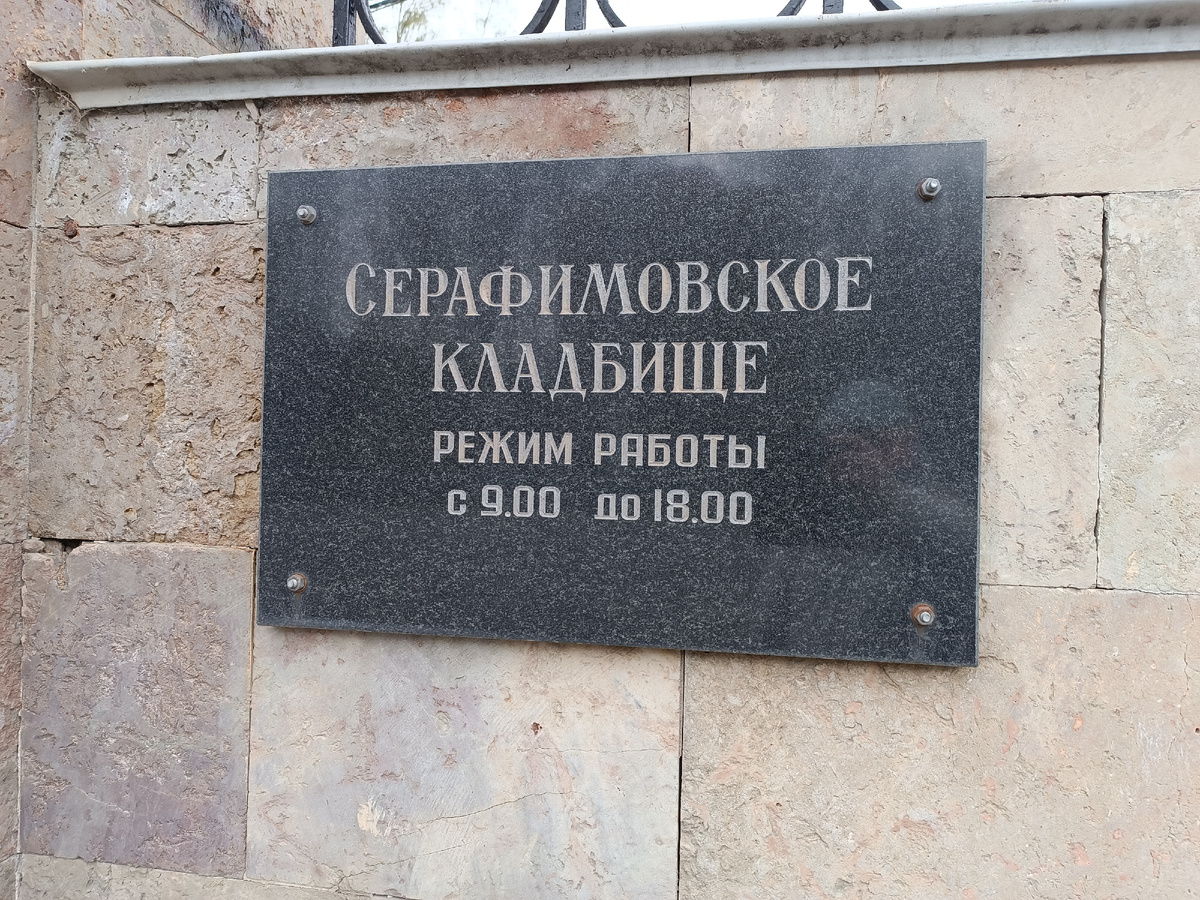 СЕРАФИМОВСКОЕ
КЛАДБИЩЕ
РЕЖИМ РАБОТЫ
с 9.00 до 18.00